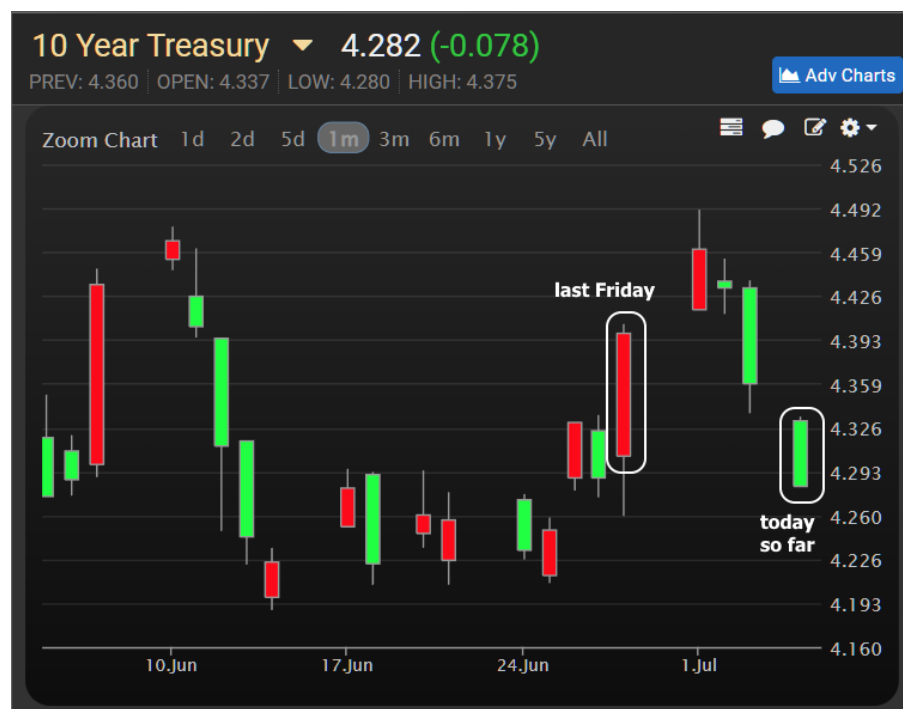 10 Year Treasury 4.282 (-0.078)
PREV: 4.360 OPEN: 4.337 LOW: 4.280 HIGH: 4.375
Adv Charts
Zoom Chart 1d 2d 5d 1m 3m 6m 1y 5y All
4.526
4.492
4.459
last Friday
4.426
4.393
4.359
4.326
4.293
today
so far
4.260
4.226
4.193
4.160
10.Jun 17.Jun 24.Jun 1.Jul